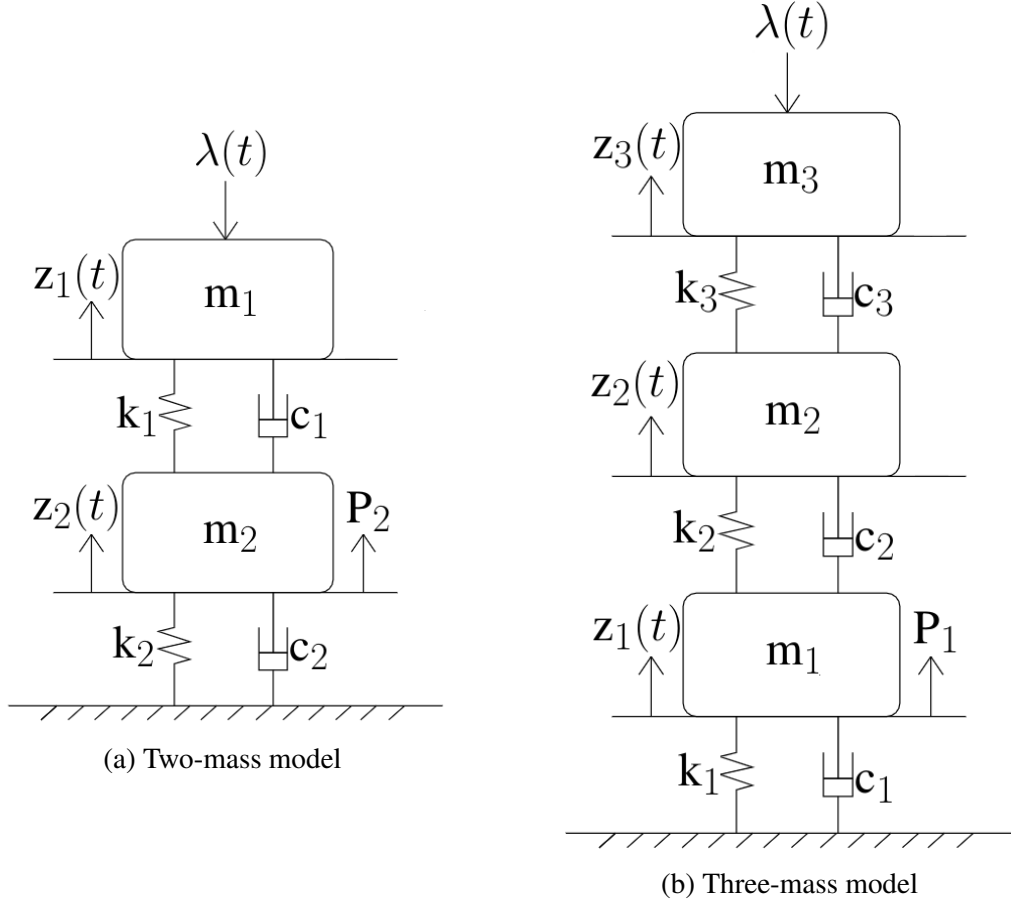 λ(t)
z₁(t)
m₁
k₁
c₁
z₂(t)
m₂
P₂
k₂
c₂
(a) Two-mass model
λ(t)
z₃(t)
m₃
k₃
c₃
z₂(t)
m₂
k₂
c₂
z₁(t)
m₁
P₁
k₁
c₁
(b) Three-mass model